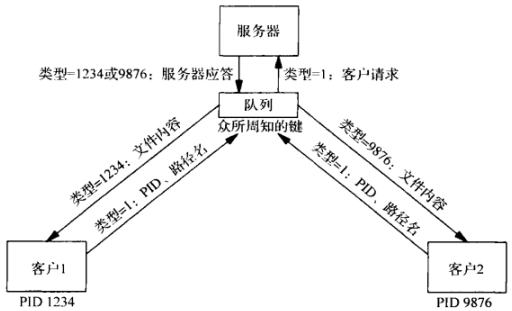 服务器
类型=1234或9876：服务器应答
类型=1：客户请求
队列
众所周知的键
类型=1234：文件内容
类型=1：PID、路径名
类型=9876：文件内容
类型=1：PID、路径名
客户1
客户2
PID 1234
PID 9876